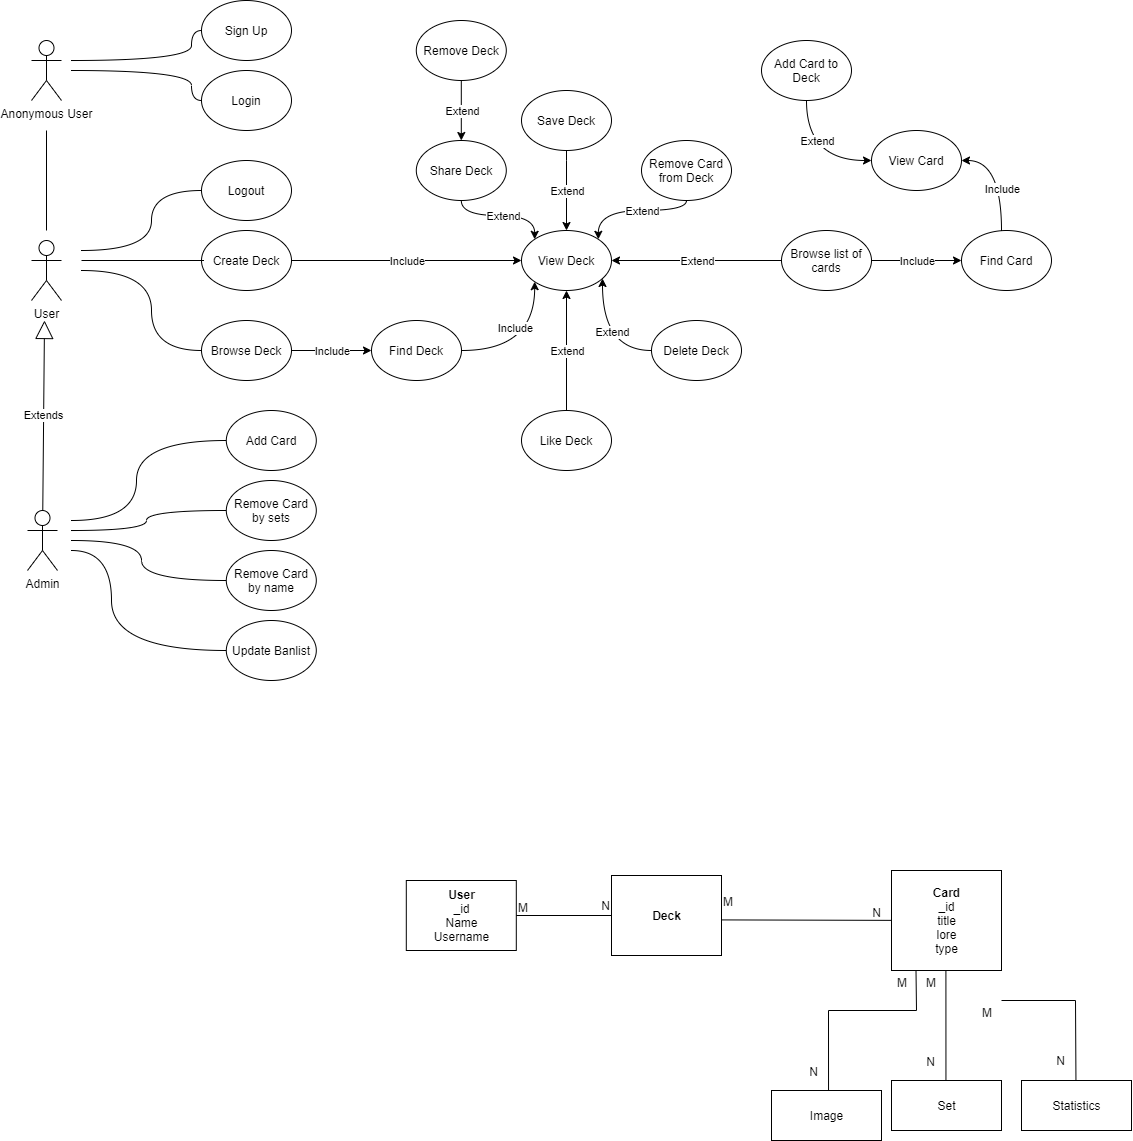 Sign Up
Remove Deck
Add Card to
Deck
Login
Anonymous User
Extend
Save Deck
Extend
Share Deck
Remove Card
from Deck
View Card
Logout
Extend
Include
Extend
Extend
User
Create Deck
Include
View Deck
Extend
Browse list of
cards
Include
Find Card
Browse Deck
Include
Find Deck
Include
Extend
Extend
Delete Deck
Extends
Add Card
Like Deck
Remove Card
by sets
Admin
Remove Card
by name
Update Banlist
User
_id
Name
Username
M
N
Deck
M
N
Card
_id
title
lore
type
M
M
M
N
N
N
Image
Set
Statistics